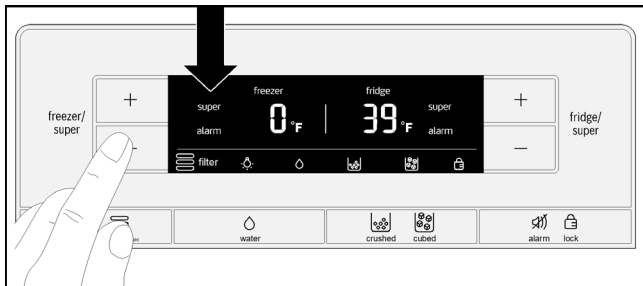 freezer/
super
+
freezer
fridge
super
super
0 °F
39 °F
alarm
alarm
filter
+
—
fridge/
super
water
crushed cubed
alarm lock